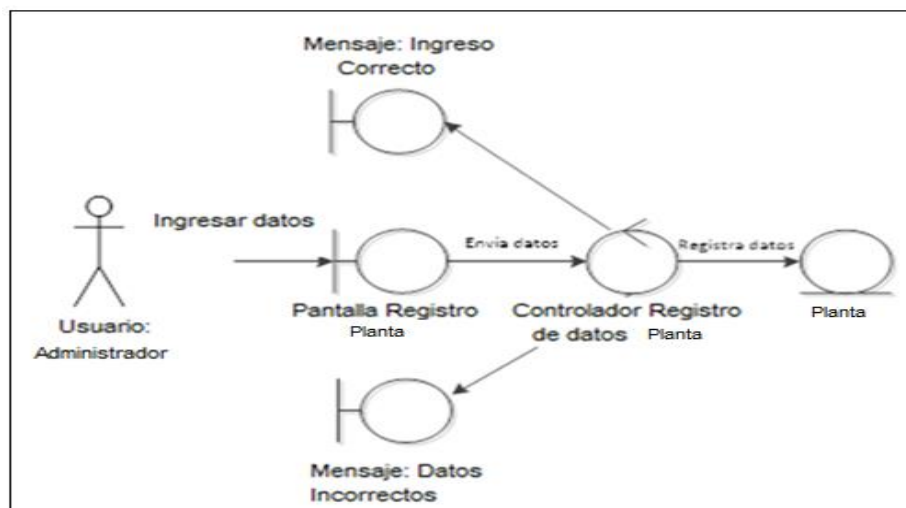 Mensaje: Ingreso
Correcto
Ingresar datos
Envia datos
Registra datos
Usuario:
Administrador
Pantalla Registro
Planta
Controlador Registro
de datos Planta
Planta
Mensaje: Datos
Incorrectos